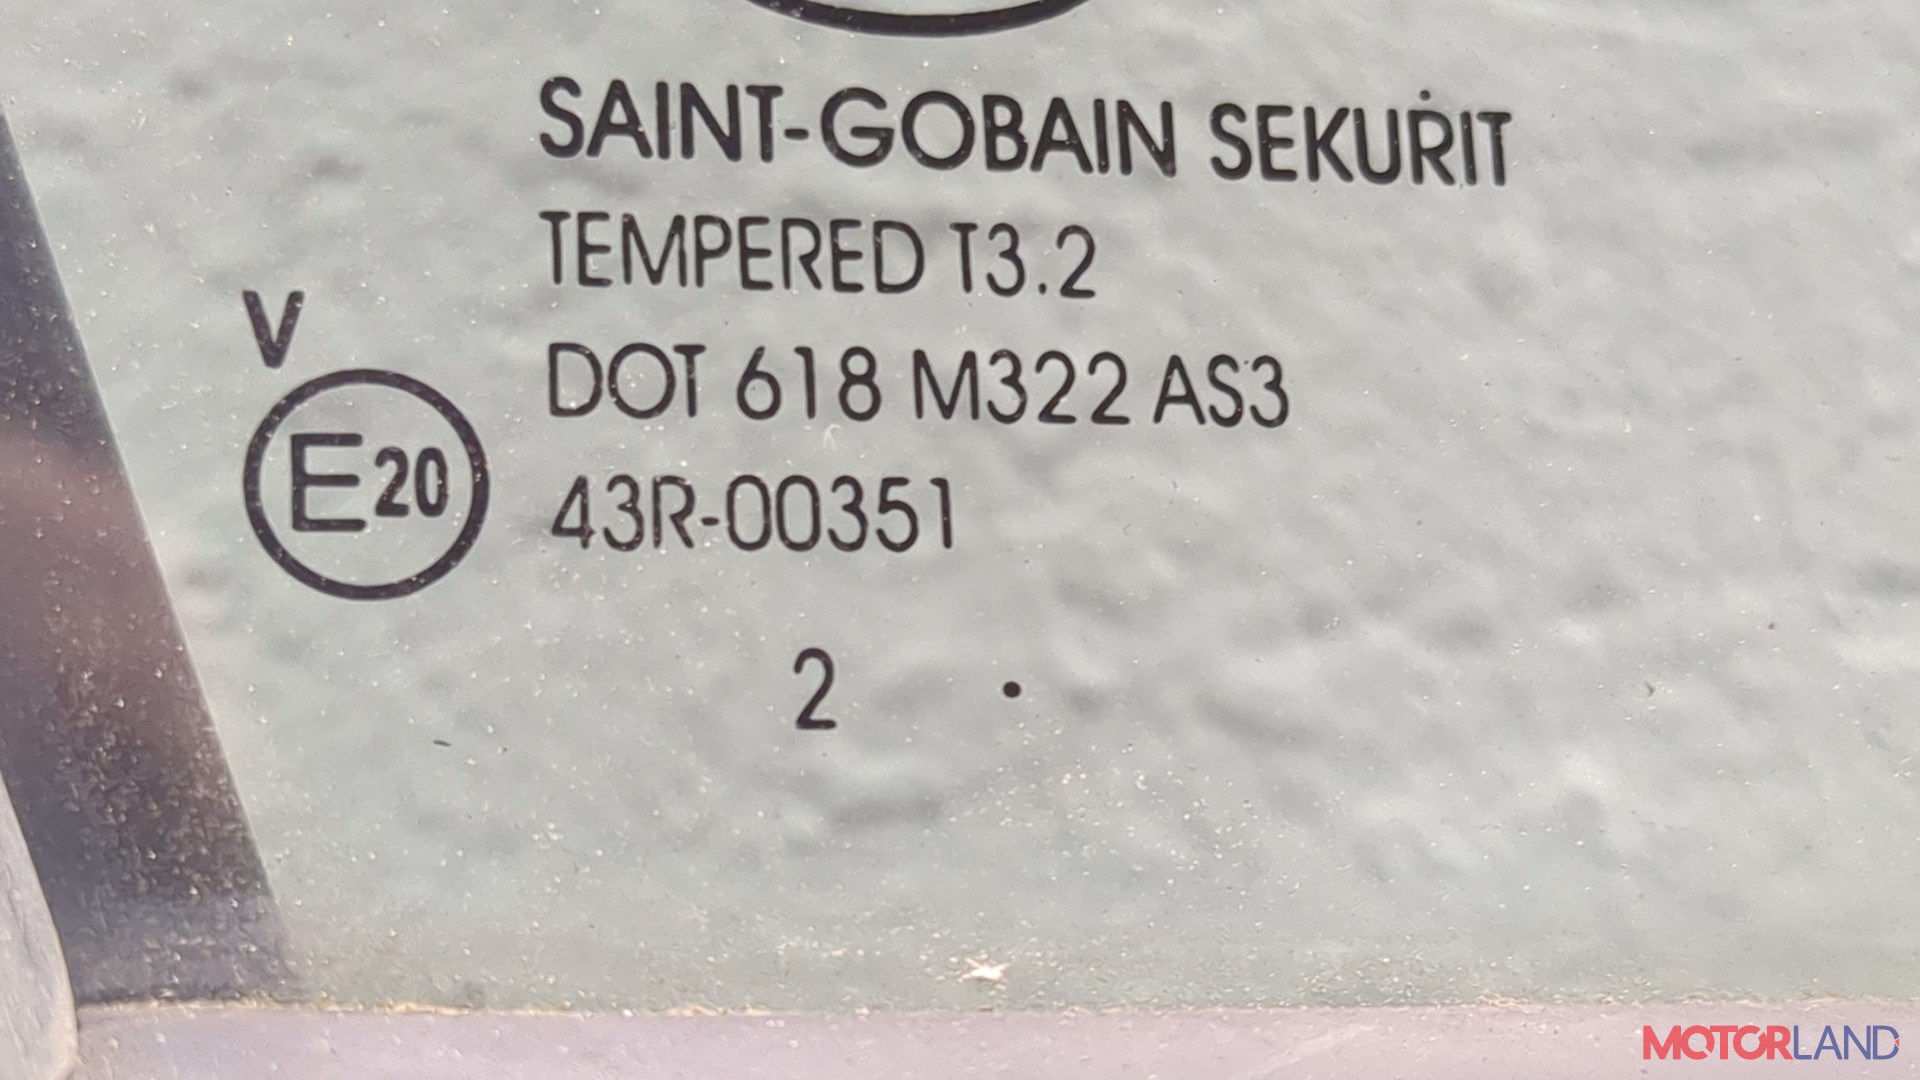 SAINT-GOBAIN SEKURIT
TEMPERED T3.2
DOT 618 M322 AS3
V
E20
43R-00351
2 .
MOTORLAND